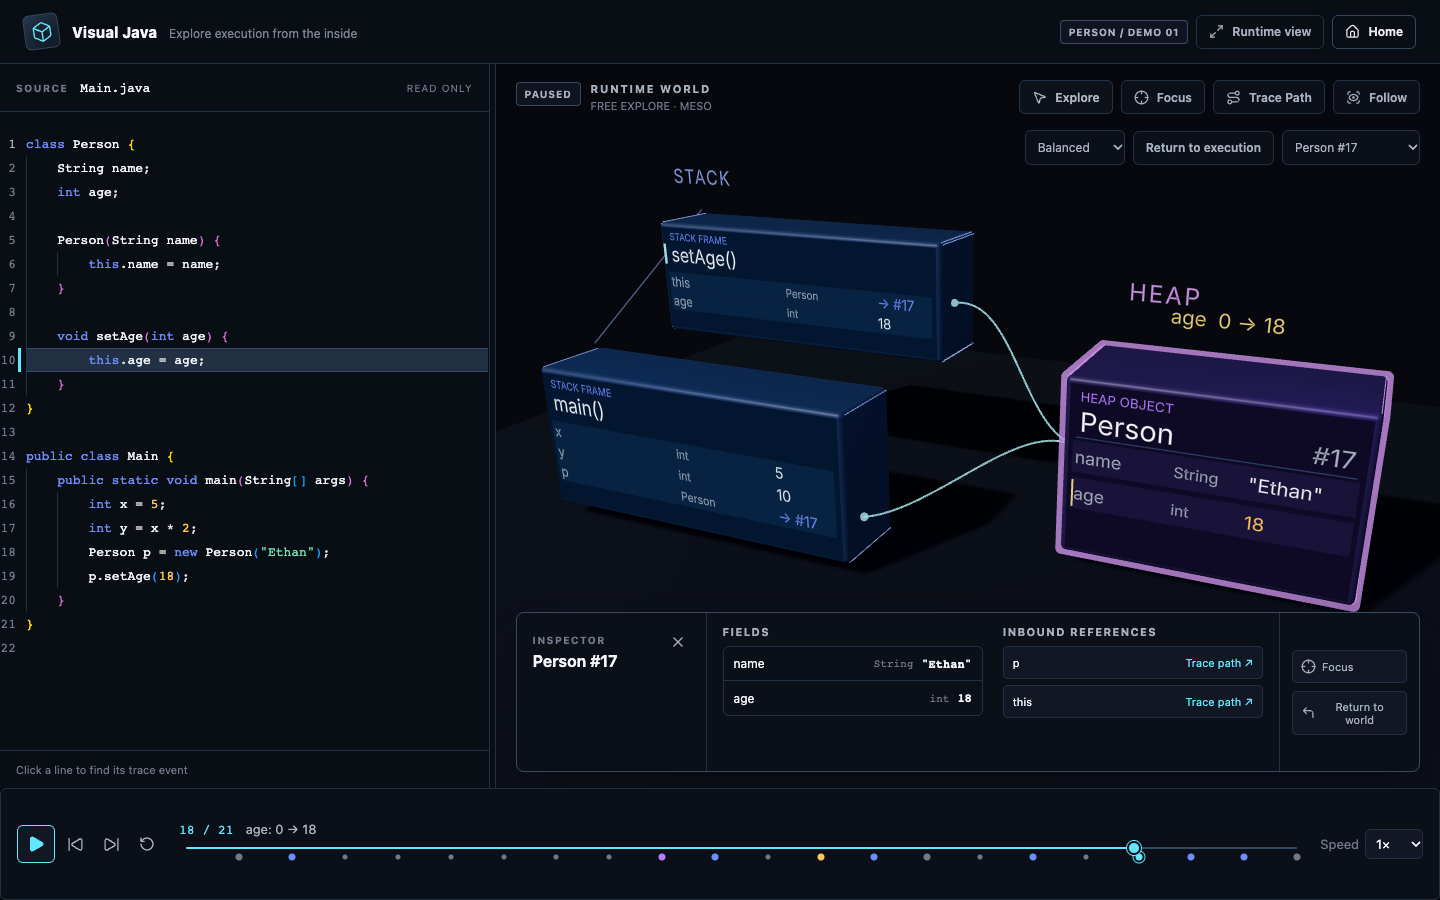 Visual Java
Explore execution from the inside
PERSON / DEMO 01
Runtime view
Home
SOURCE Main.java
READ ONLY
1 class Person {
2 String name;
3 int age;
4
5 Person(String name) {
6 this.name = name;
7 }
8
9 void setAge(int age) {
10 this.age = age;
11 }
12 }
13
14 public class Main {
15 public static void main(String[] args) {
16 int x = 5;
17 int y = x * 2;
18 Person p = new Person("Ethan");
19 p.setAge(18);
20 }
21 }
22
Click a line to find its trace event
PAUSED
RUNTIME WORLD
FREE EXPLORE · MESO
Explore
Focus
Trace Path
Follow
Balanced
Return to execution
Person #17
STACK
STACK FRAME
setAge()
this Person → #17
age int 18
STACK FRAME
main()
x int 5
y int 10
p Person → #17
HEAP
age 0 → 18
HEAP OBJECT
Person
#17
name String "Ethan"
age int 18
INSPECTOR
Person #17
FIELDS
name String "Ethan"
age int 18
INBOUND REFERENCES
p Trace path ↗
this Trace path ↗
Focus
Return to
world
18 / 21 age: 0 → 18
Speed
1×